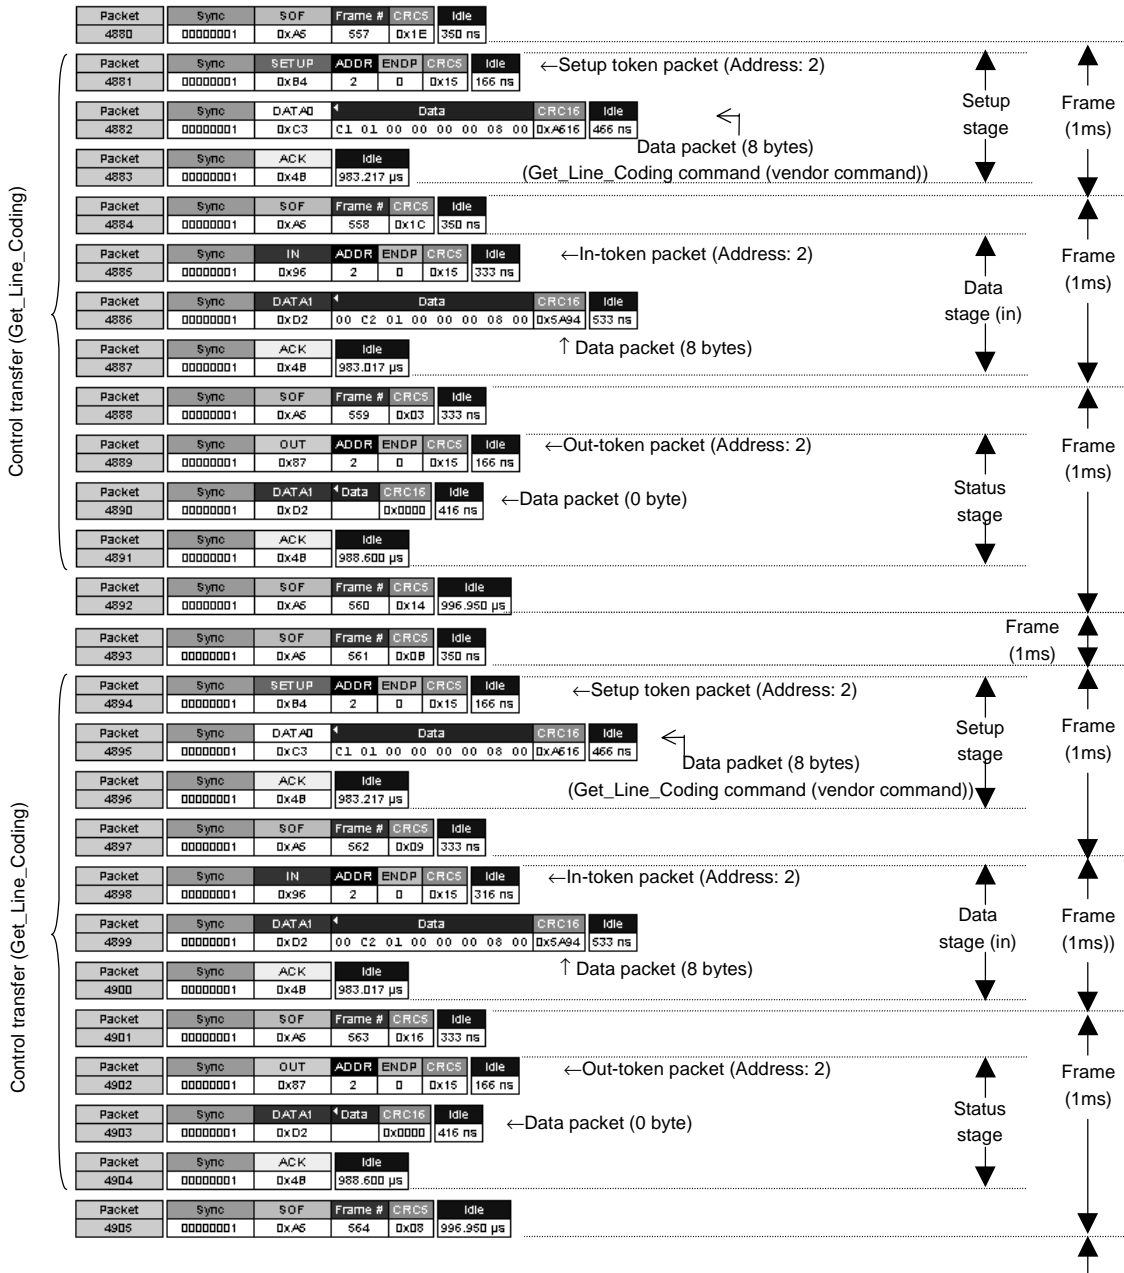 Packet Sync SOF Frame # CRC5 Idle
4880 00000001 0xA5 557 0x1E 350 ns
Packet Sync SETUP ADDR ENDP CRC5 Idle
4881 00000001 0xB4 2 0 0x15 166 ns
←Setup token packet (Address: 2)
Packet Sync DATA0 Data CRC16 Idle
4882 00000001 0xC3 C1 01 00 00 00 00 08 00 0xA616 466 ns
Data packet (8 bytes)
(Get_Line_Coding command (vendor command))
Packet Sync ACK Idle
4883 00000001 0x4B 983.217 µs
Setup
stage
Frame
(1ms)
Packet Sync SOF Frame # CRC5 Idle
4884 00000001 0xA5 558 0x1C 350 ns
Packet Sync IN ADDR ENDP CRC5 Idle
4885 00000001 0x96 2 0 0x15 333 ns
←In-token packet (Address: 2)
Packet Sync DATA1 Data CRC16 Idle
4886 00000001 0xD2 00 C2 01 00 00 00 08 00 0x5A94 533 ns
↑ Data packet (8 bytes)
Packet Sync ACK Idle
4887 00000001 0x4B 983.017 µs
Data
stage (in)
Frame
(1ms)
Packet Sync SOF Frame # CRC5 Idle
4888 00000001 0xA5 559 0x03 333 ns
Packet Sync OUT ADDR ENDP CRC5 Idle
4889 00000001 0x87 2 0 0x15 166 ns
←Out-token packet (Address: 2)
Packet Sync DATA1 Data CRC16 Idle
4890 00000001 0xD2 0x0000 416 ns
←Data packet (0 byte)
Packet Sync ACK Idle
4891 00000001 0x4B 988.600 µs
Status
stage
Frame
(1ms)
Control transfer (Get_Line_Coding)
Packet Sync SOF Frame # CRC5 Idle
4892 00000001 0xA5 560 0x14 996.950 µs
Packet Sync SOF Frame # CRC5 Idle
4893 00000001 0xA5 561 0x0B 350 ns
Frame
(1ms)
Packet Sync SETUP ADDR ENDP CRC5 Idle
4894 00000001 0xB4 2 0 0x15 166 ns
←Setup token packet (Address: 2)
Packet Sync DATA0 Data CRC16 Idle
4895 00000001 0xC3 C1 01 00 00 00 00 08 00 0xA616 466 ns
Data padket (8 bytes)
(Get_Line_Coding command (vendor command))
Packet Sync ACK Idle
4896 00000001 0x4B 983.217 µs
Setup
stage
Frame
(1ms)
Packet Sync SOF Frame # CRC5 Idle
4897 00000001 0xA5 562 0x09 333 ns
Packet Sync IN ADDR ENDP CRC5 Idle
4898 00000001 0x96 2 0 0x15 316 ns
←In-token packet (Address: 2)
Packet Sync DATA1 Data CRC16 Idle
4899 00000001 0xD2 00 C2 01 00 00 00 08 00 0x5A94 533 ns
↑ Data packet (8 bytes)
Packet Sync ACK Idle
4900 00000001 0x4B 983.017 µs
Data
stage (in)
Frame
(1ms))
Packet Sync SOF Frame # CRC5 Idle
4901 00000001 0xA5 563 0x16 333 ns
Packet Sync OUT ADDR ENDP CRC5 Idle
4902 00000001 0x87 2 0 0x15 166 ns
←Out-token packet (Address: 2)
Packet Sync DATA1 Data CRC16 Idle
4903 00000001 0xD2 0x0000 416 ns
←Data packet (0 byte)
Packet Sync ACK Idle
4904 00000001 0x4B 988.600 µs
Status
stage
Frame
(1ms)
Control transfer (Get_Line_Coding)
Packet Sync SOF Frame # CRC5 Idle
4905 00000001 0xA5 564 0x08 996.950 µs